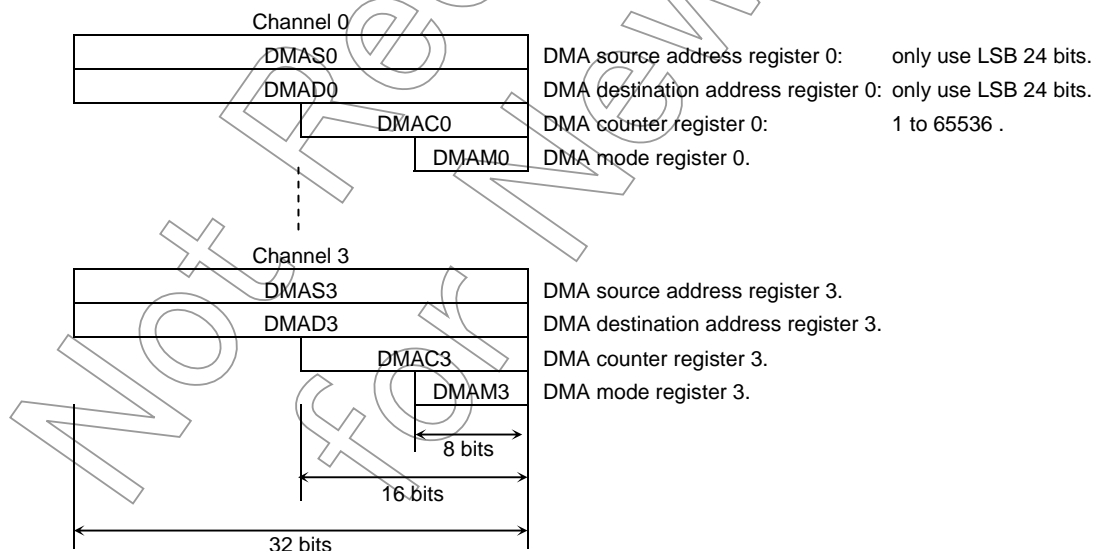 Channel 0
DMAS0 DMA source address register 0: only use LSB 24 bits.
DMAD0 DMA destination address register 0: only use LSB 24 bits.
DMAC0 DMA counter register 0: 1 to 65536 .
DMAM0 DMA mode register 0.
Channel 3
DMAS3 DMA source address register 3.
DMAD3 DMA destination address register 3.
DMAC3 DMA counter register 3.
DMAM3 DMA mode register 3.
8 bits
16 bits
32 bits
Not
for